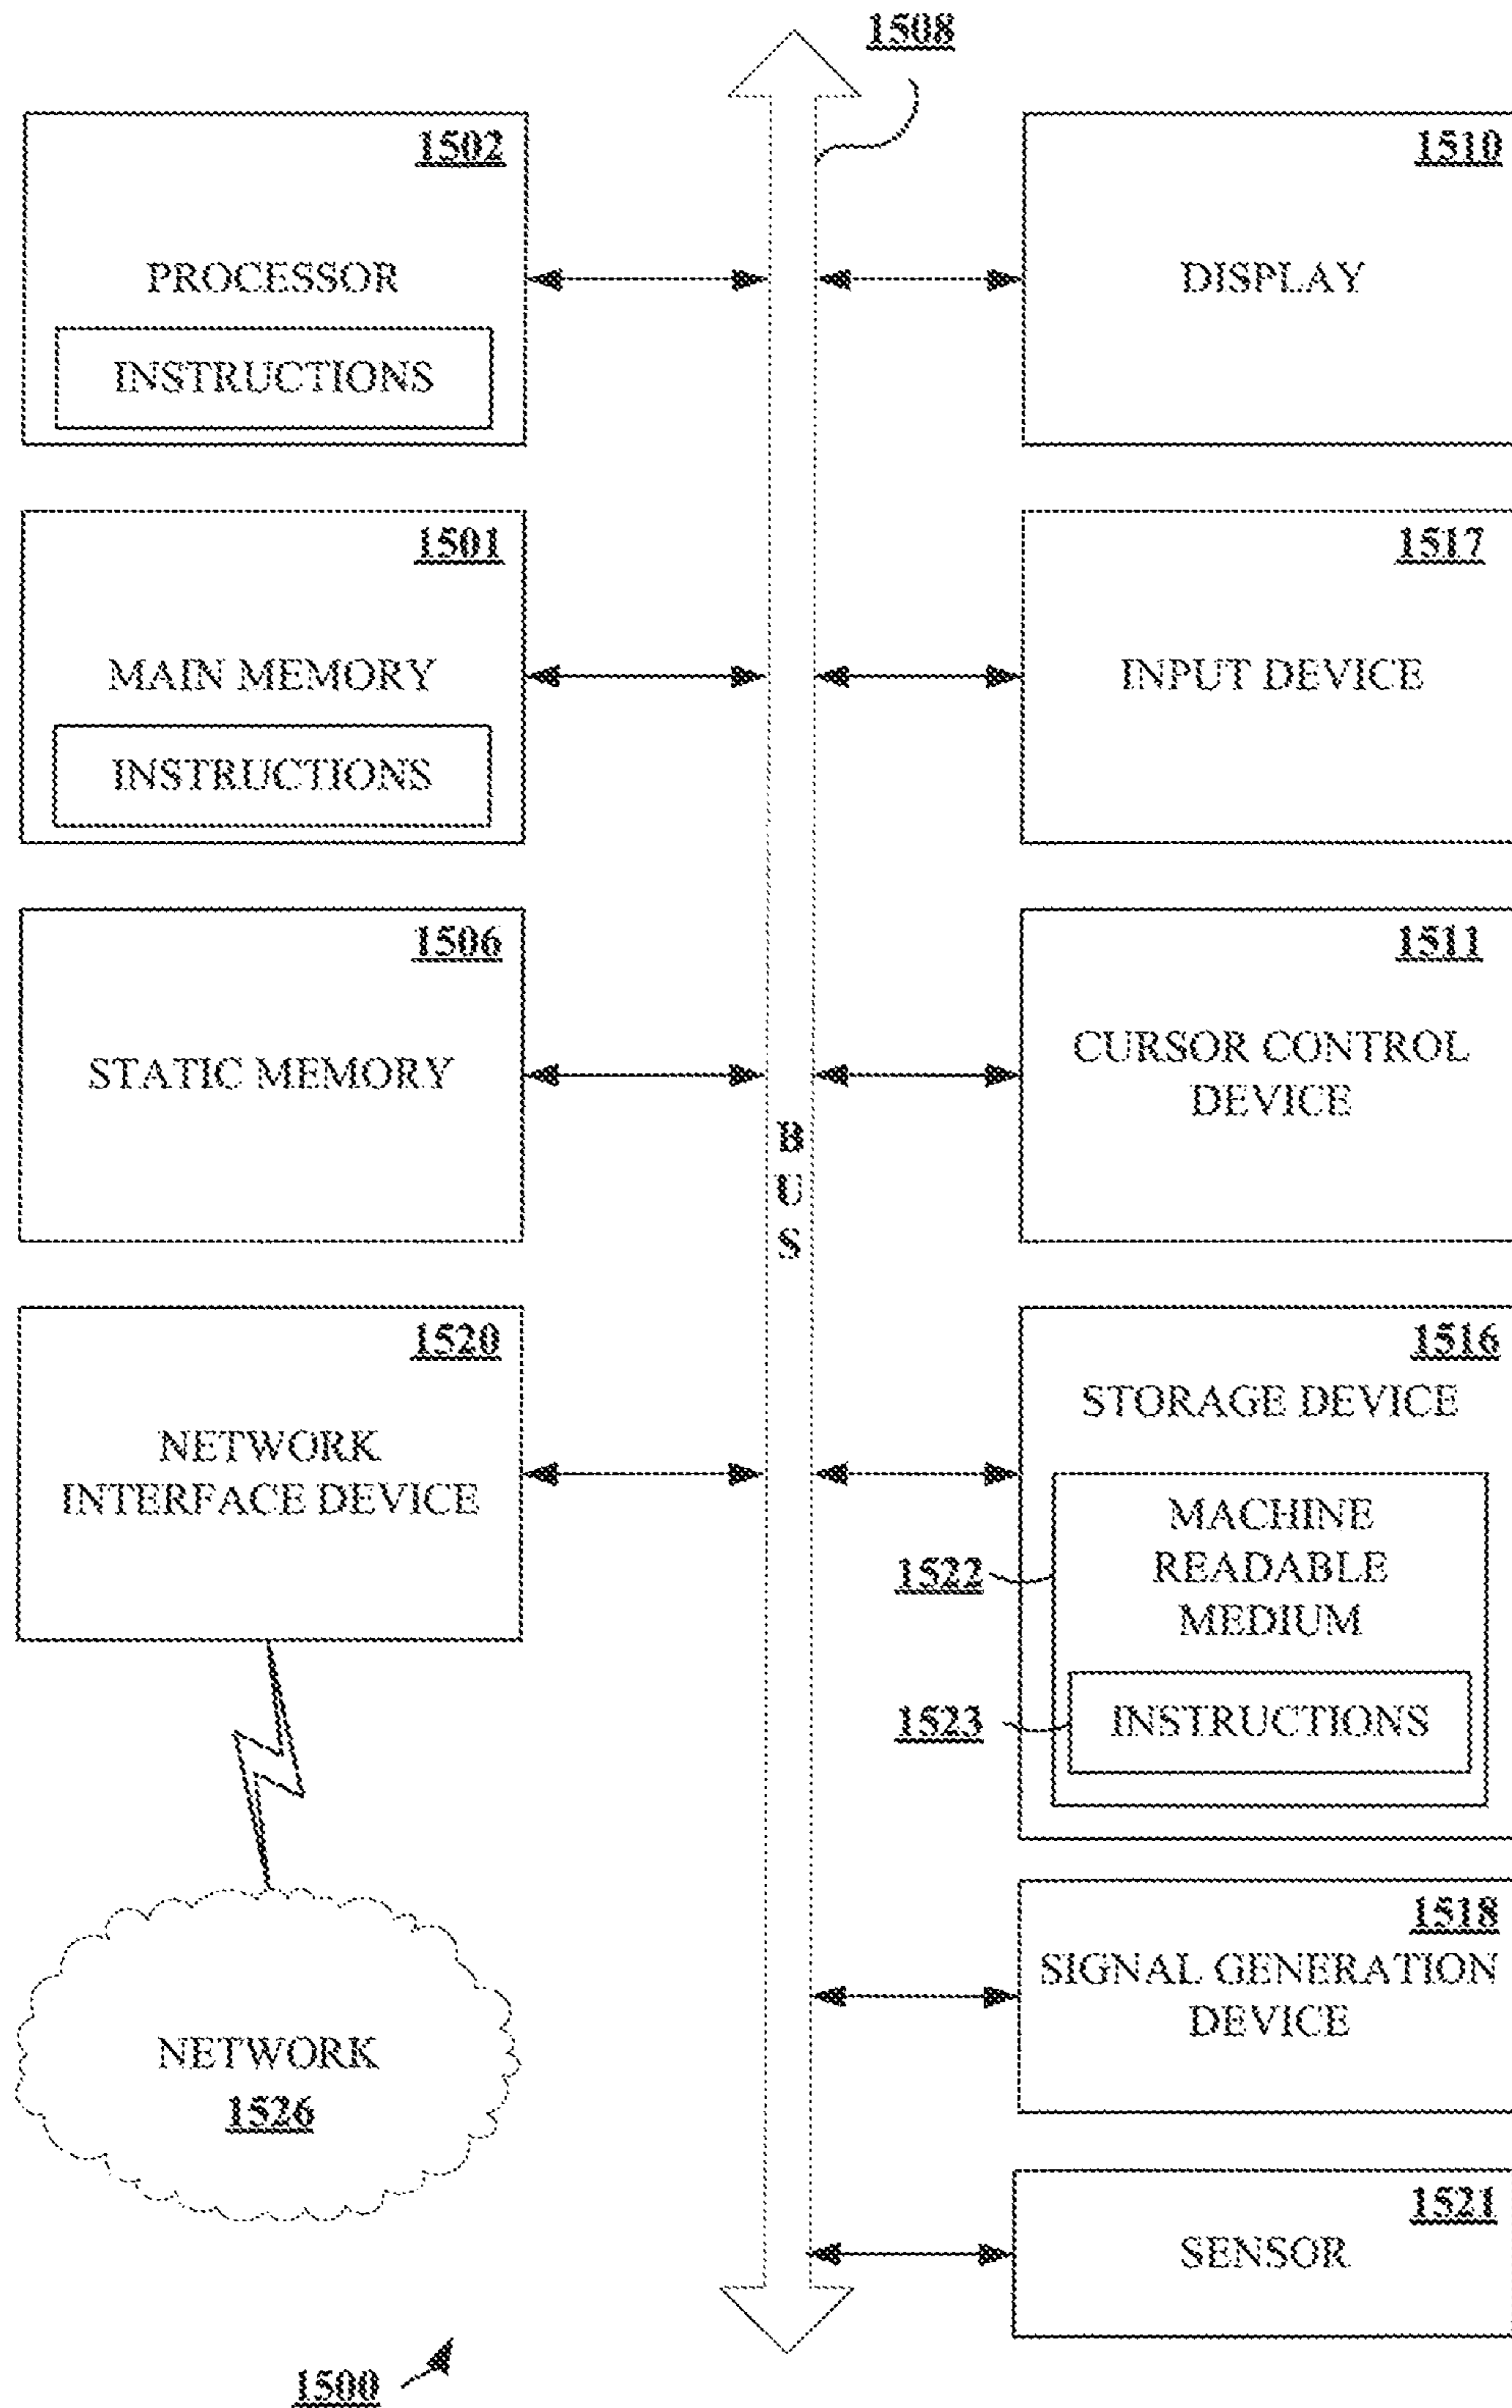 1508
1502
PROCESSOR
INSTRUCTIONS
1510
DISPLAY
1501
MAIN MEMORY
INSTRUCTIONS
1517
INPUT DEVICE
1506
STATIC MEMORY
1511
CURSOR CONTROL
DEVICE
B
U
S
1520
NETWORK
INTERFACE DEVICE
1516
STORAGE DEVICE
MACHINE
READABLE
MEDIUM
1522
INSTRUCTIONS
1523
1518
SIGNAL GENERATION
DEVICE
NETWORK
1526
1521
SENSOR
1500